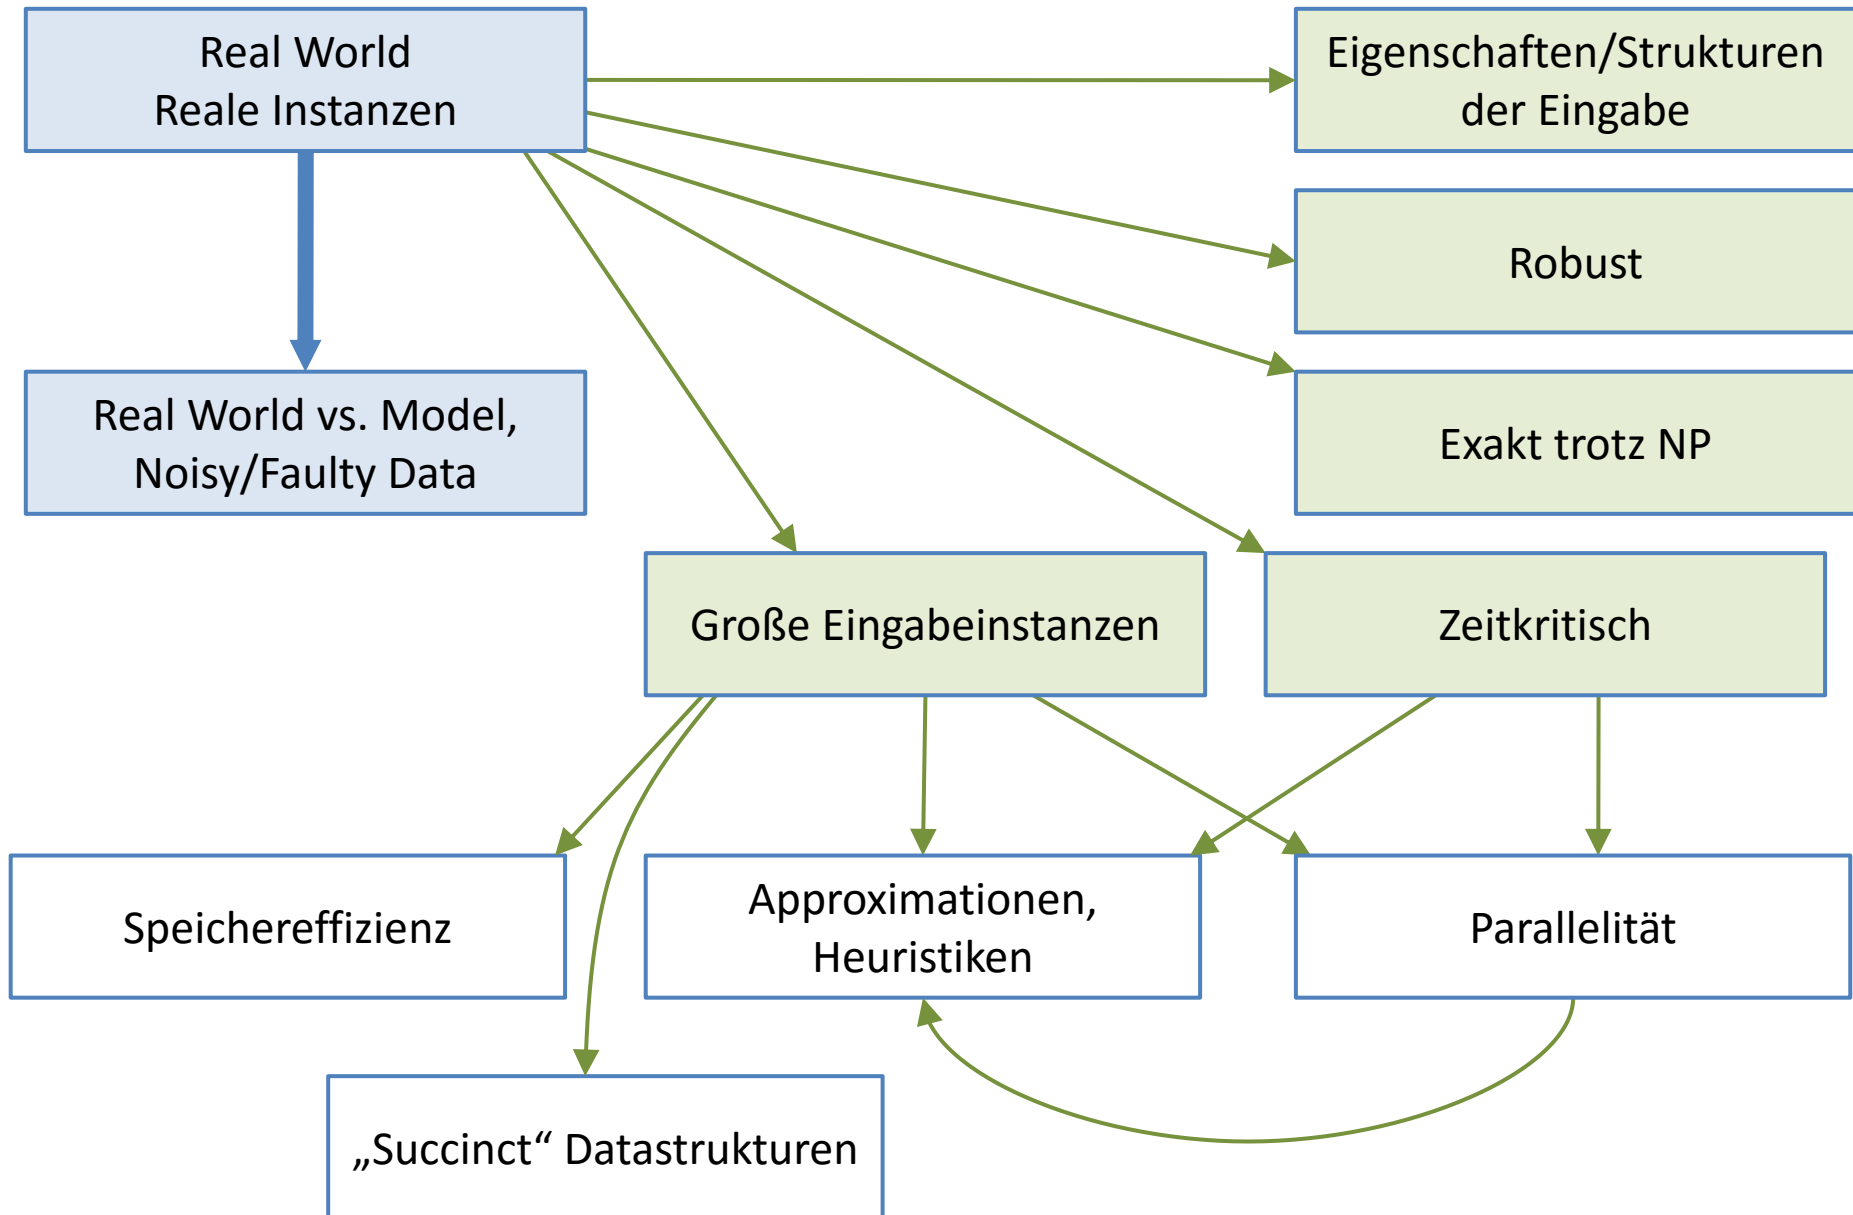 Real World
Reale Instanzen
Eigenschaften/Strukturen
der Eingabe
Robust
Real World vs. Model,
Noisy/Faulty Data
Exakt trotz NP
Große Eingabeinstanzen
Zeitkritisch
Speichereffizienz
Approximationen,
Heuristiken
Parallelität
„Succinct“ Datastrukturen